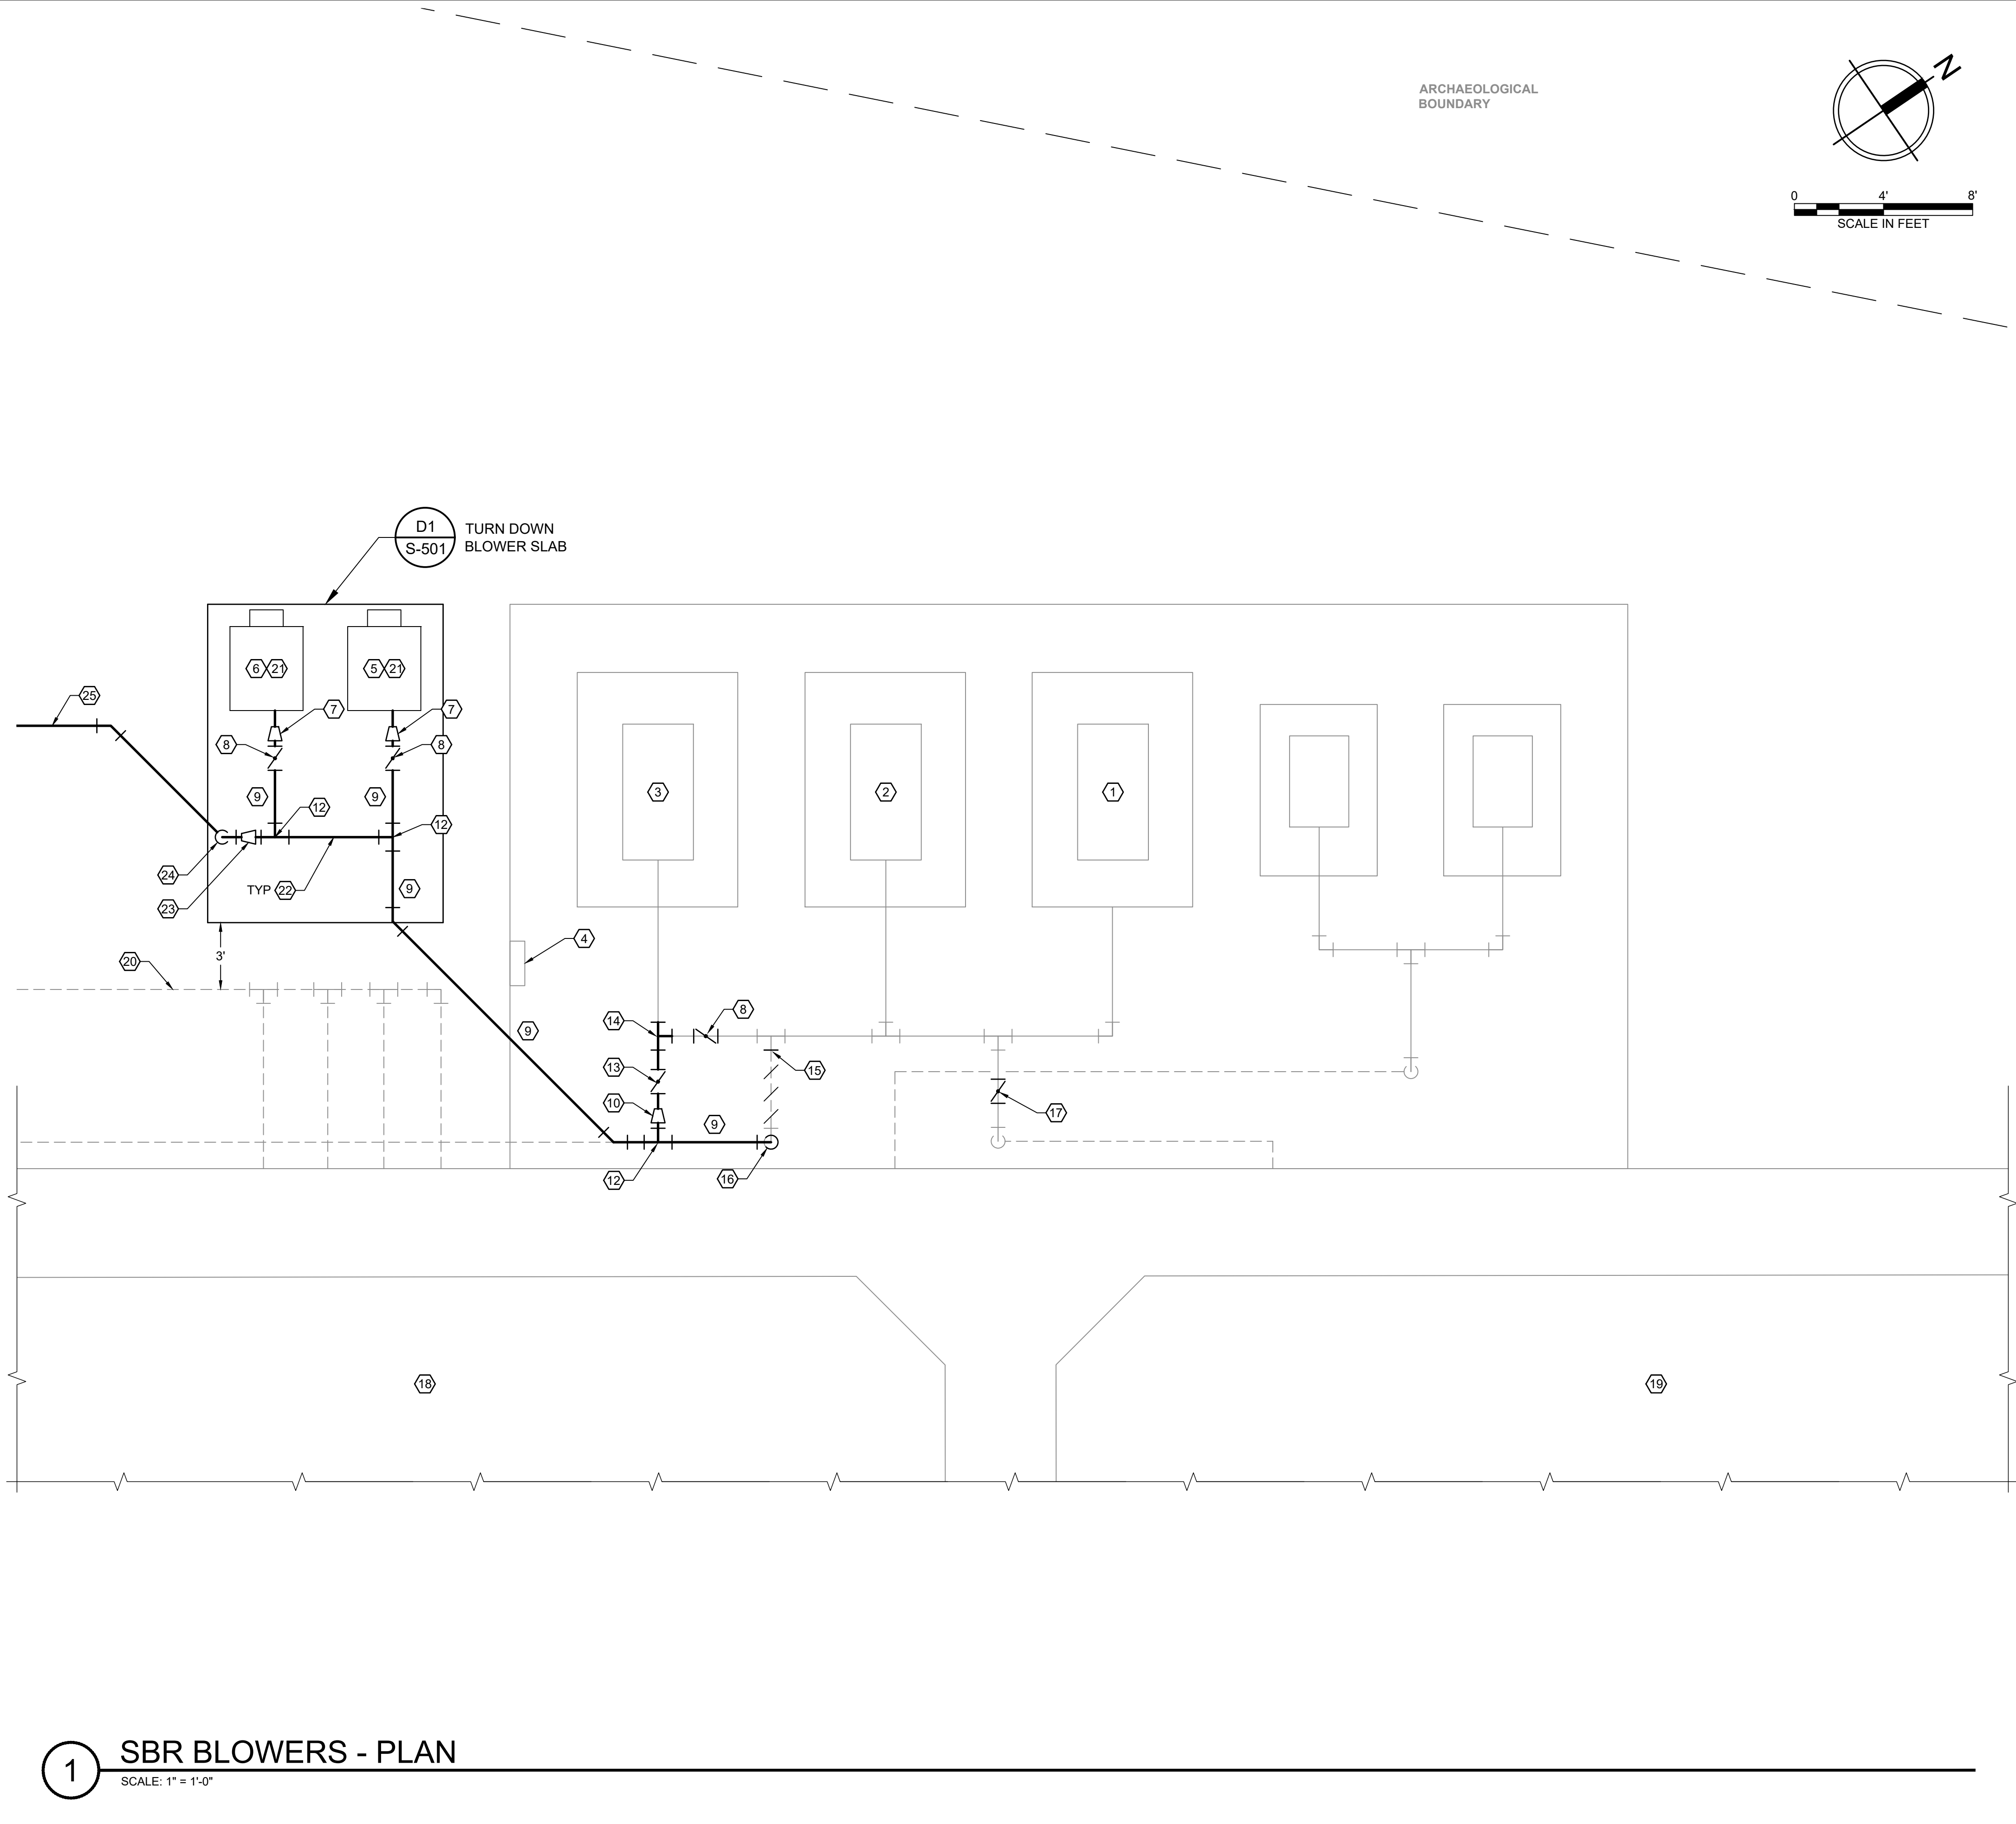 ARCHAEOLOGICAL
BOUNDARY
N
0 4' 8'
SCALE IN FEET
D1
S-501
TURN DOWN
BLOWER SLAB
6 21
5 21
25
7
7
8
8
3
2
1
9
9
12
12
24
TYP 22
9
23
4
3'
20
8
14
9
13
15
10
17
9
12
16
18
19
1
SBR BLOWERS - PLAN
SCALE: 1" = 1'-0"